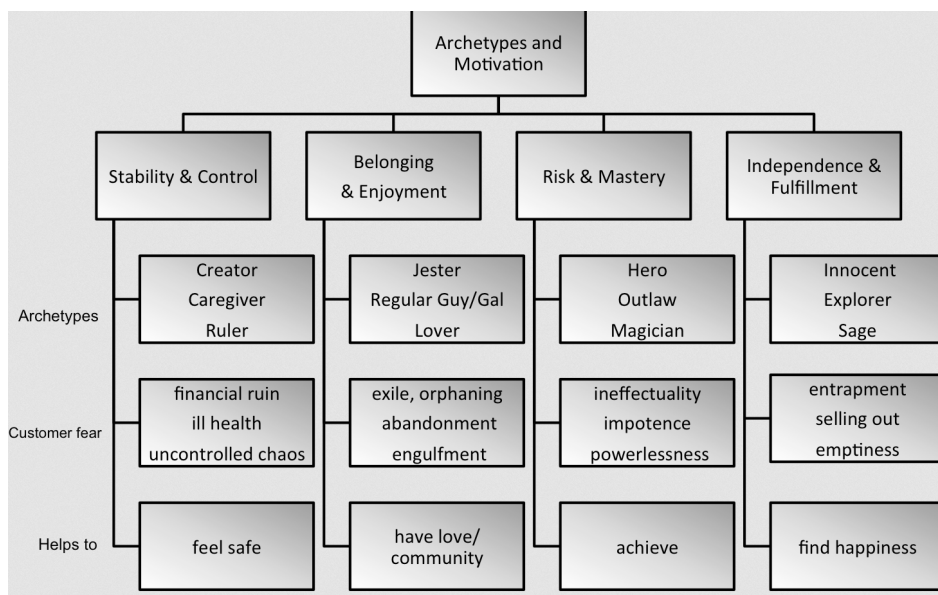 Archetypes and
Motivation
Stability & Control
Belonging
& Enjoyment
Risk & Mastery
Independence &
Fulfillment
Archetypes
Creator
Caregiver
Ruler
Jester
Regular Guy/Gal
Lover
Hero
Outlaw
Magician
Innocent
Explorer
Sage
Customer fear
financial ruin
ill health
uncontrolled chaos
exile, orphaning
abandonment
engulfment
ineffectuality
impotence
powerlessness
entrapment
selling out
emptiness
Helps to
feel safe
have love/
community
achieve
find happiness